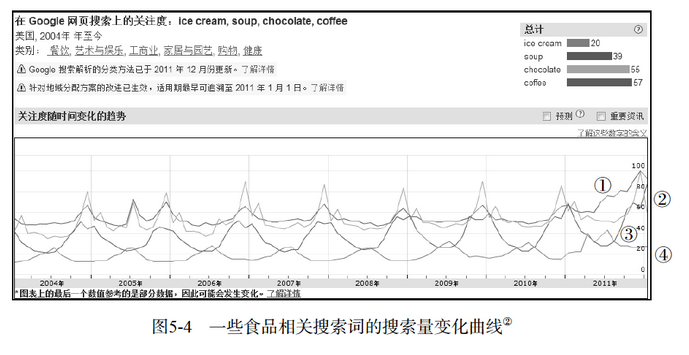 在 Google 网页搜索上的关注度：ice cream, soup, chocolate, coffee
美国, 2004年 年至今
类别： 餐饮, 艺术与娱乐, 工商业, 家居与园艺, 购物, 健康
Google 搜索解析的分类方法已于 2011 年 12 月份更新。了解详情
针对地域分配方案的改进已生效，适用期最早可追溯至 2011 年 1 月 1 日。了解详情
总计
ice cream 20
soup 39
chocolate 55
coffee 57
关注度随时间变化的趋势
预测 重要资讯
了解这些数字的含义
100
80
60
40
20
0
①
②
③
④
2004年 2005年 2006年 2007年 2008年 2009年 2010年 2011年
*图表上的最后一个数值参考的是部分数据，因此可能会发生变化。了解详情
图5-4 一些食品相关搜索词的搜索量变化曲线②